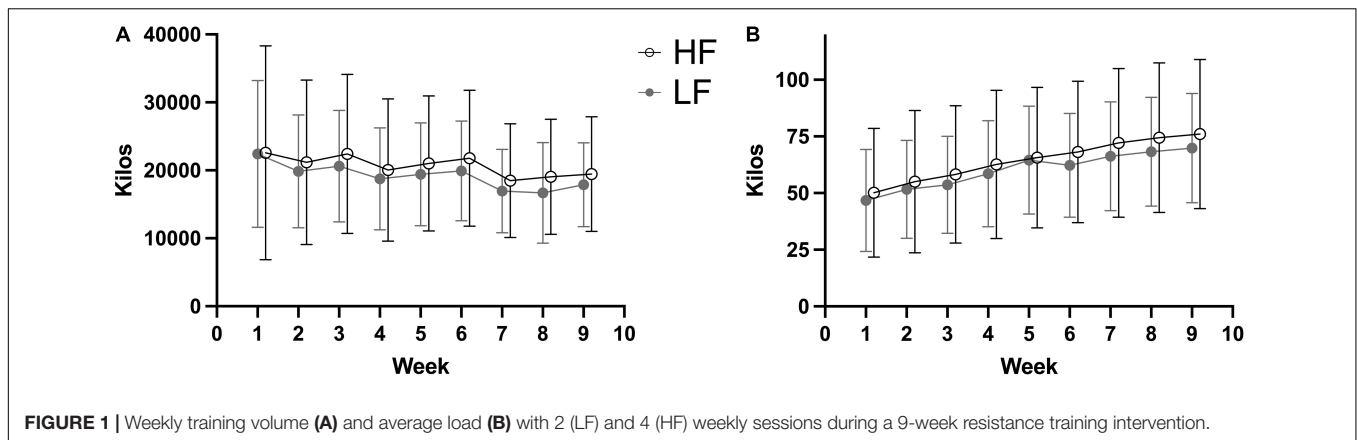 A
40000
30000
20000
10000
0
Kilos
0 1 2 3 4 5 6 7 8 9 10
Week
HF
LF
B
100
75
50
25
0
Kilos
0 1 2 3 4 5 6 7 8 9 10
Week
FIGURE 1 | Weekly training volume (A) and average load (B) with 2 (LF) and 4 (HF) weekly sessions during a 9-week resistance training intervention.